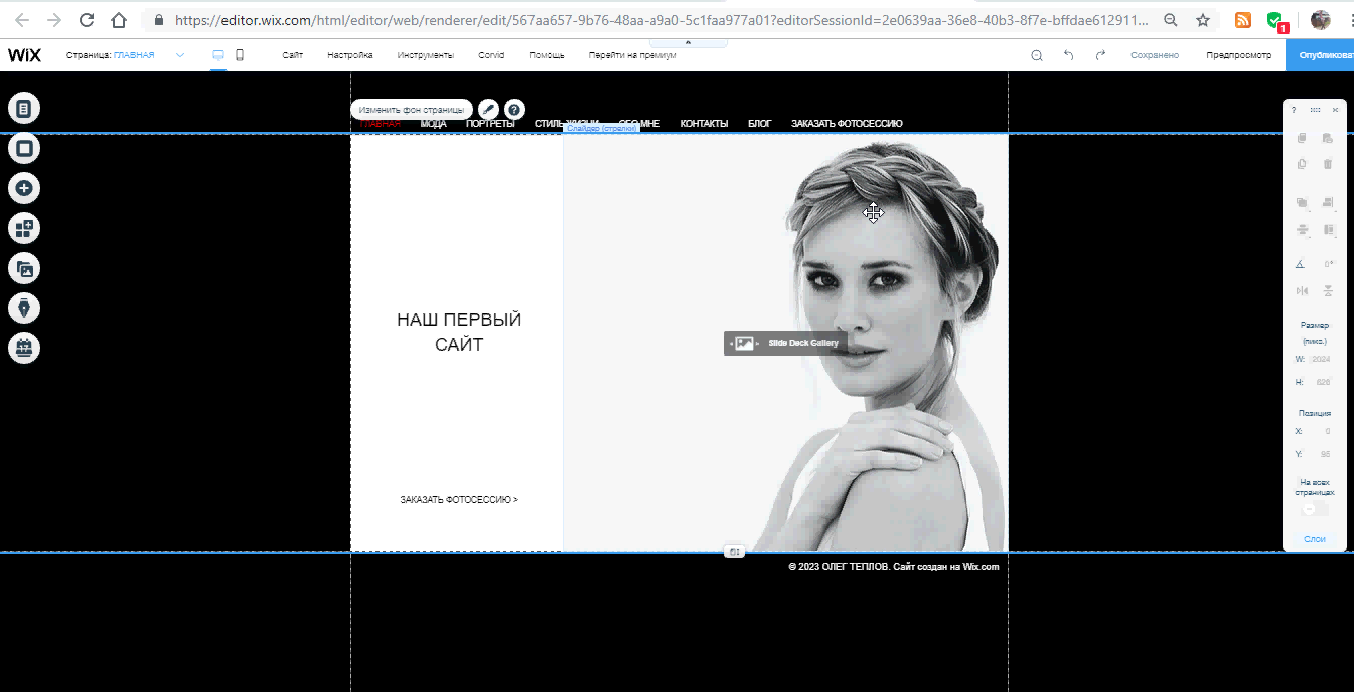 https://editor.wix.com/html/editor/web/renderer/edit/567aa657-9b76-48aa-a9a0-5c1faa977a01?editorSessionId=2e0639aa-36e8-40b3-8f7e-bffdae612911...
1
WiX Страница: ГЛАВНАЯ Сайт Настройка Инструменты Corvid Помощь Перейти на премиум Сохранено Предпросмотр Опубликоват
Изменить фон страницы ?
ГЛАВНАЯ МОДА ПОРТРЕТЫ СТИЛЬ ЖИЗНИ ОБО МНЕ КОНТАКТЫ БЛОГ ЗАКАЗАТЬ ФОТОСЕССИЮ
Слайдер (стрелки)
НАШ ПЕРВЫЙ
САЙТ
Slide Deck Gallery
ЗАКАЗАТЬ ФОТОСЕССИЮ >
© 2023 ОЛЕГ ТЕПЛОВ. Сайт создан на Wix.com
?
0°
Размер
(пикс.)
W: 2024
H: 626
Позиция
X: 0
Y: 95
На всех
страницах
Слои